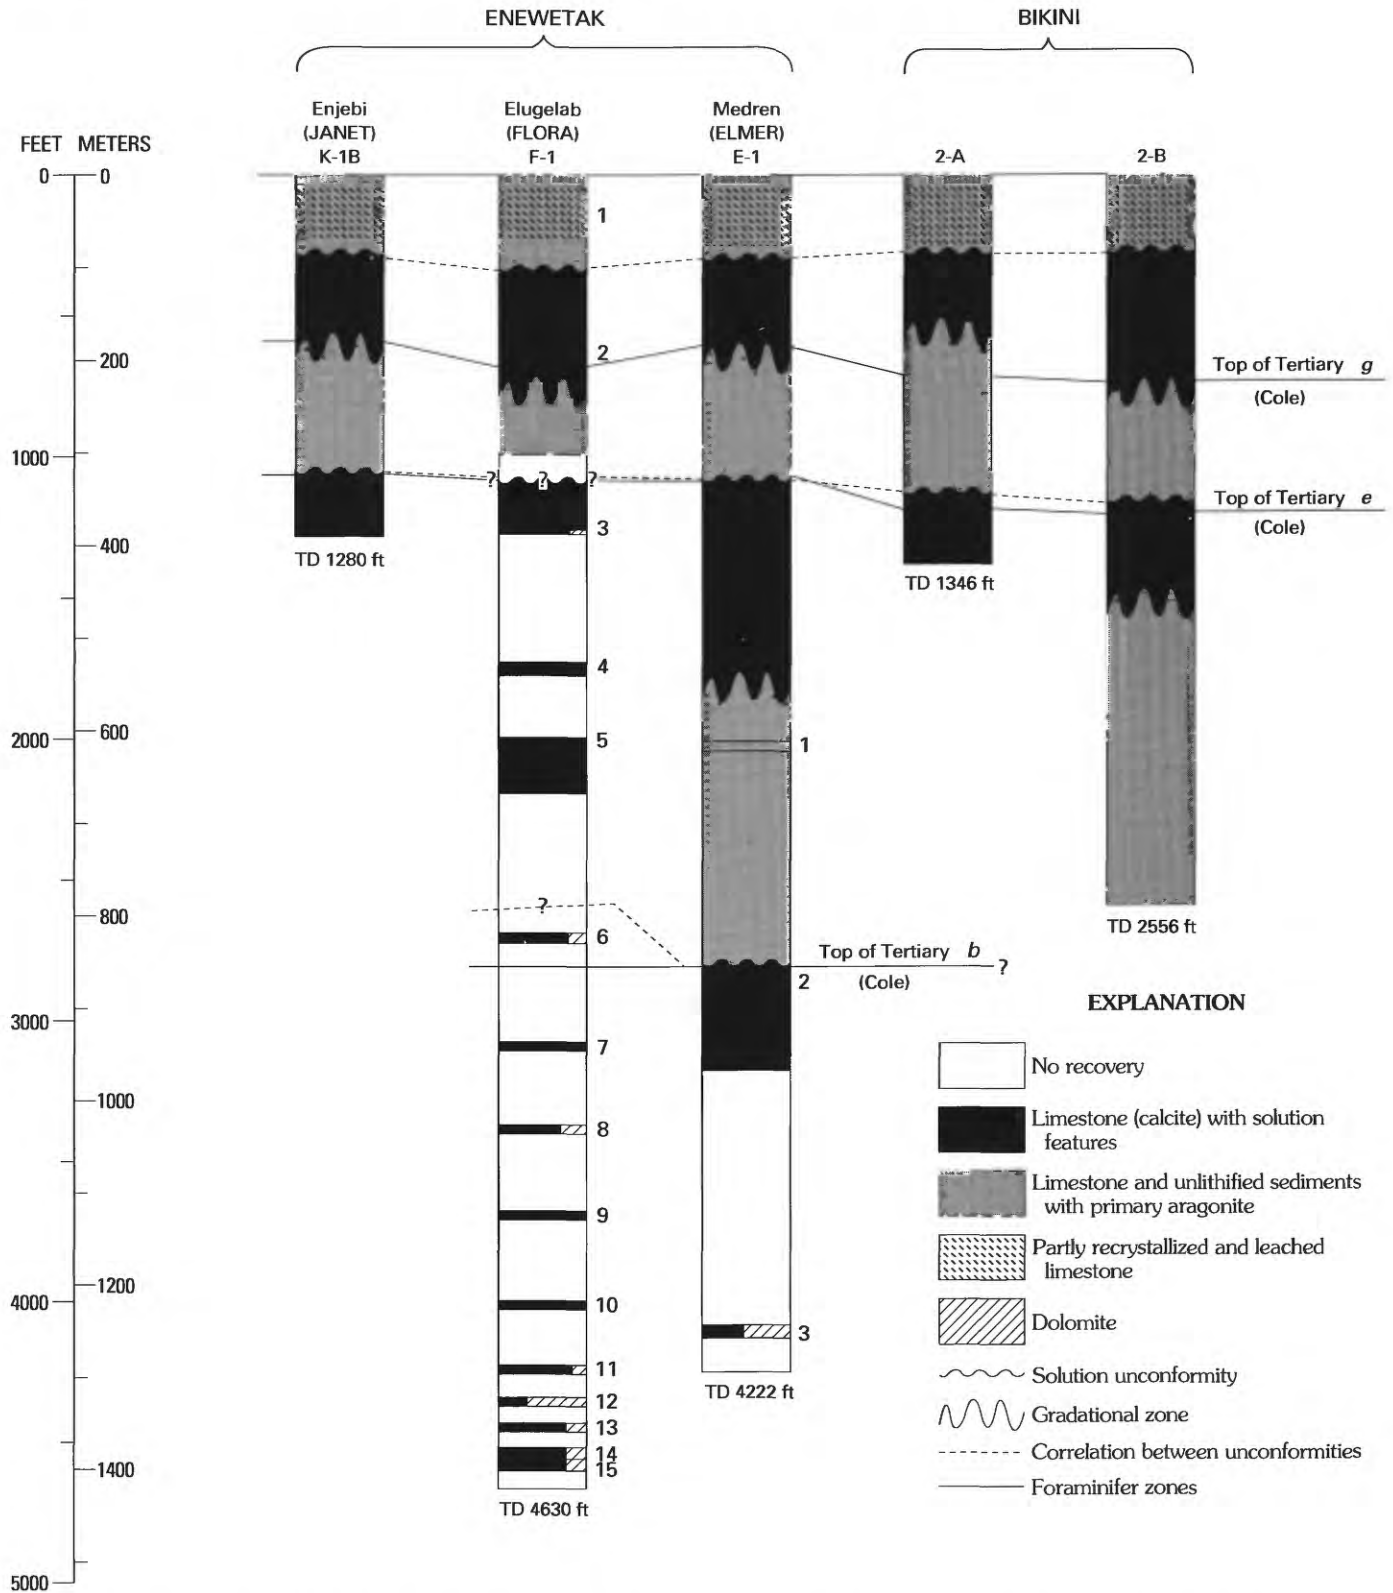 ENEWETAK
BIKINI
Enjebi
(JANET)
K-1B
Elugelab
(FLORA)
F-1
Medren
(ELMER)
E-1
2-A
2-B
FEET METERS
0
0
1
2
200
Top of Tertiary g
(Cole)
1000
? ? ?
Top of Tertiary e
(Cole)
3
400
TD 1280 ft
TD 1346 ft
4
600
2000
5
1
?
800
6
TD 2556 ft
Top of Tertiary b
?
(Cole)
2
3000
7
1000
8
9
1200
4000
10
3
11
TD 4222 ft
12
13
14
15
1400
TD 4630 ft
5000
EXPLANATION
No recovery
Limestone (calcite) with solution
features
Limestone and unlithified sediments
with primary aragonite
Partly recrystallized and leached
limestone
Dolomite
Solution unconformity
Gradational zone
Correlation between unconformities
Foraminifer zones